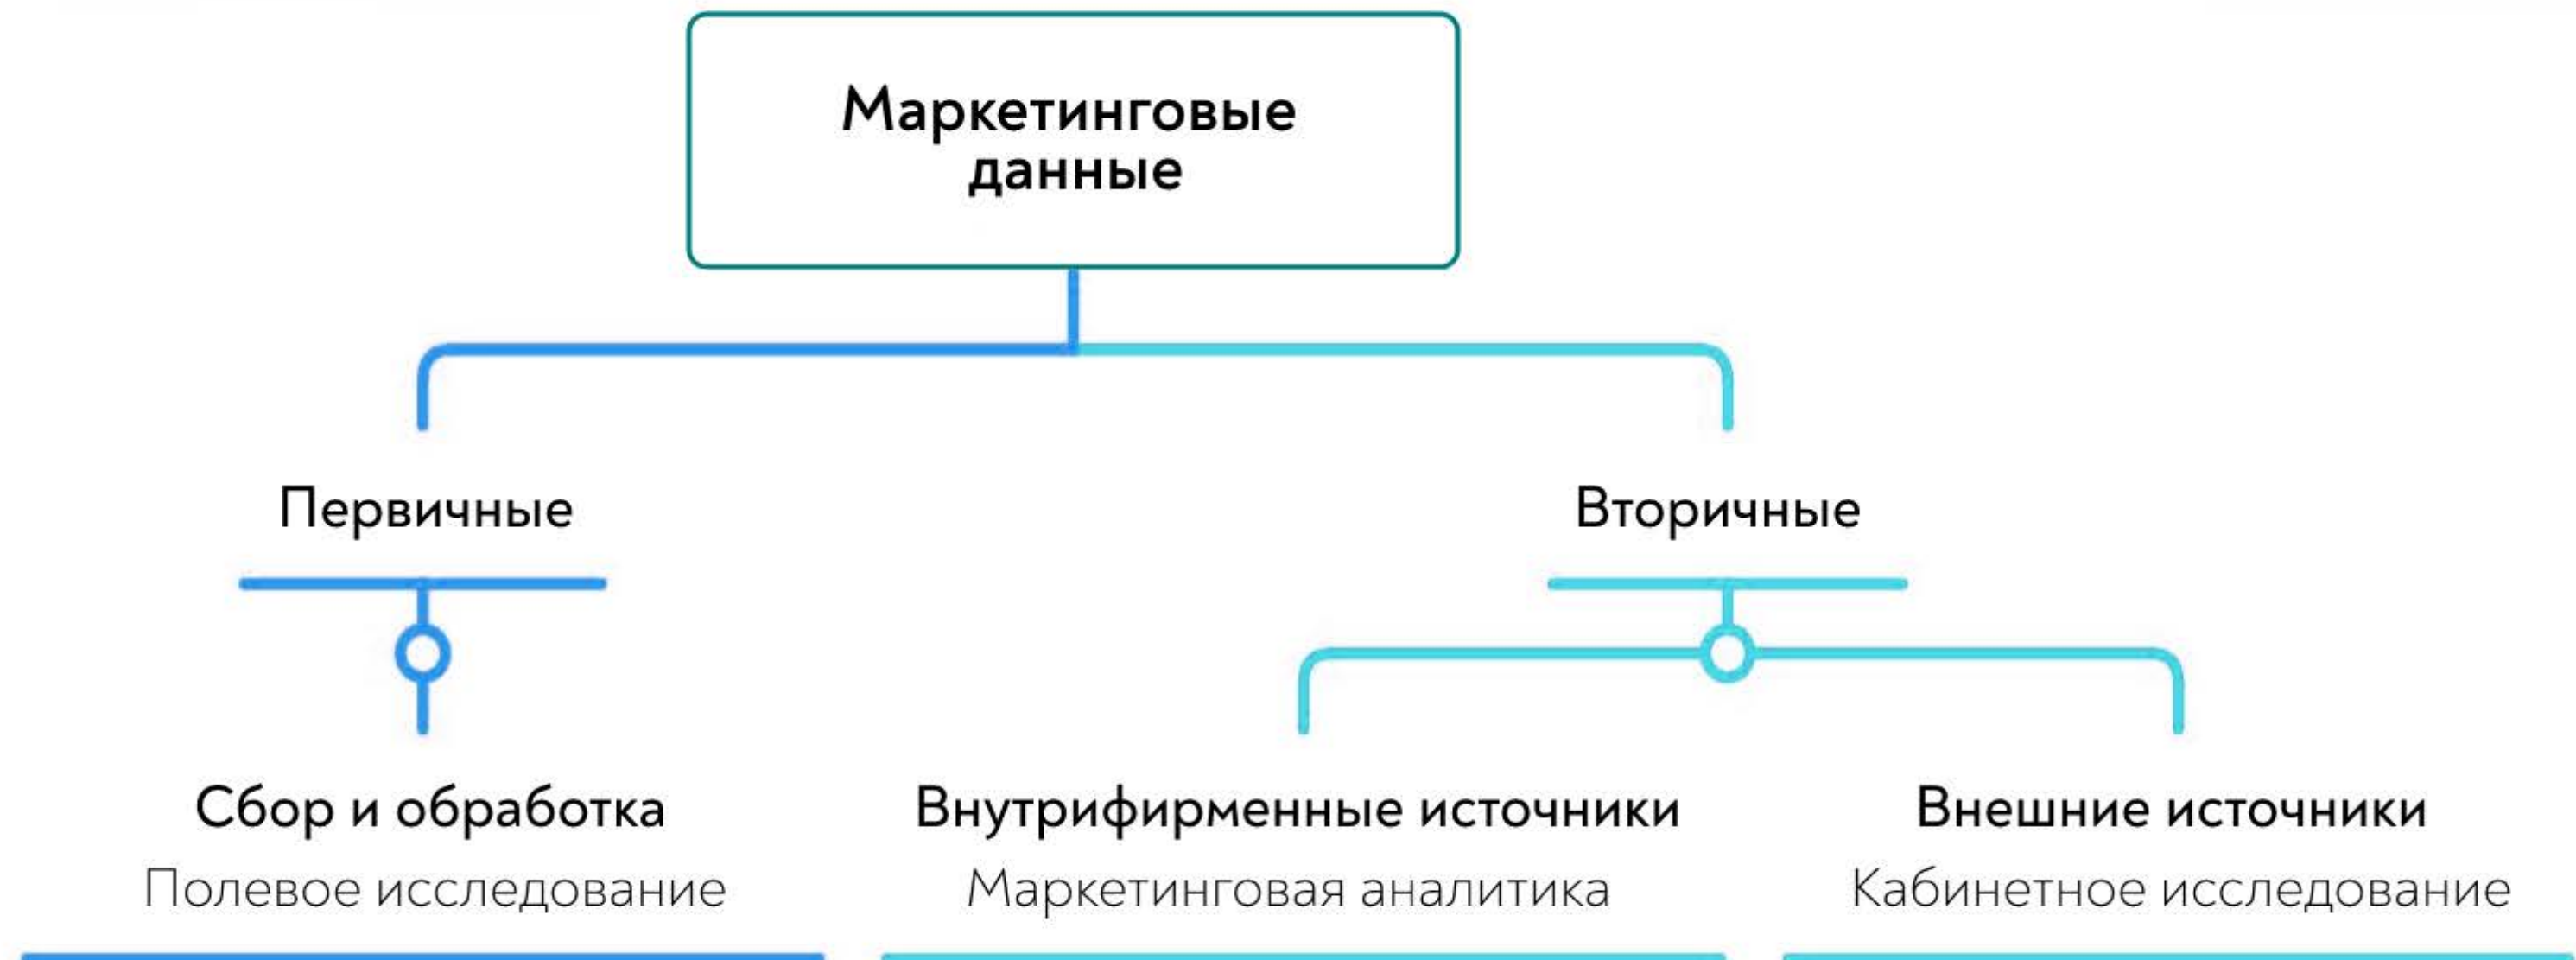 Маркетинговые
данные
Первичные
Вторичные
Сбор и обработка
Полевое исследование
Внутрифирменные источники
Маркетинговая аналитика
Внешние источники
Кабинетное исследование